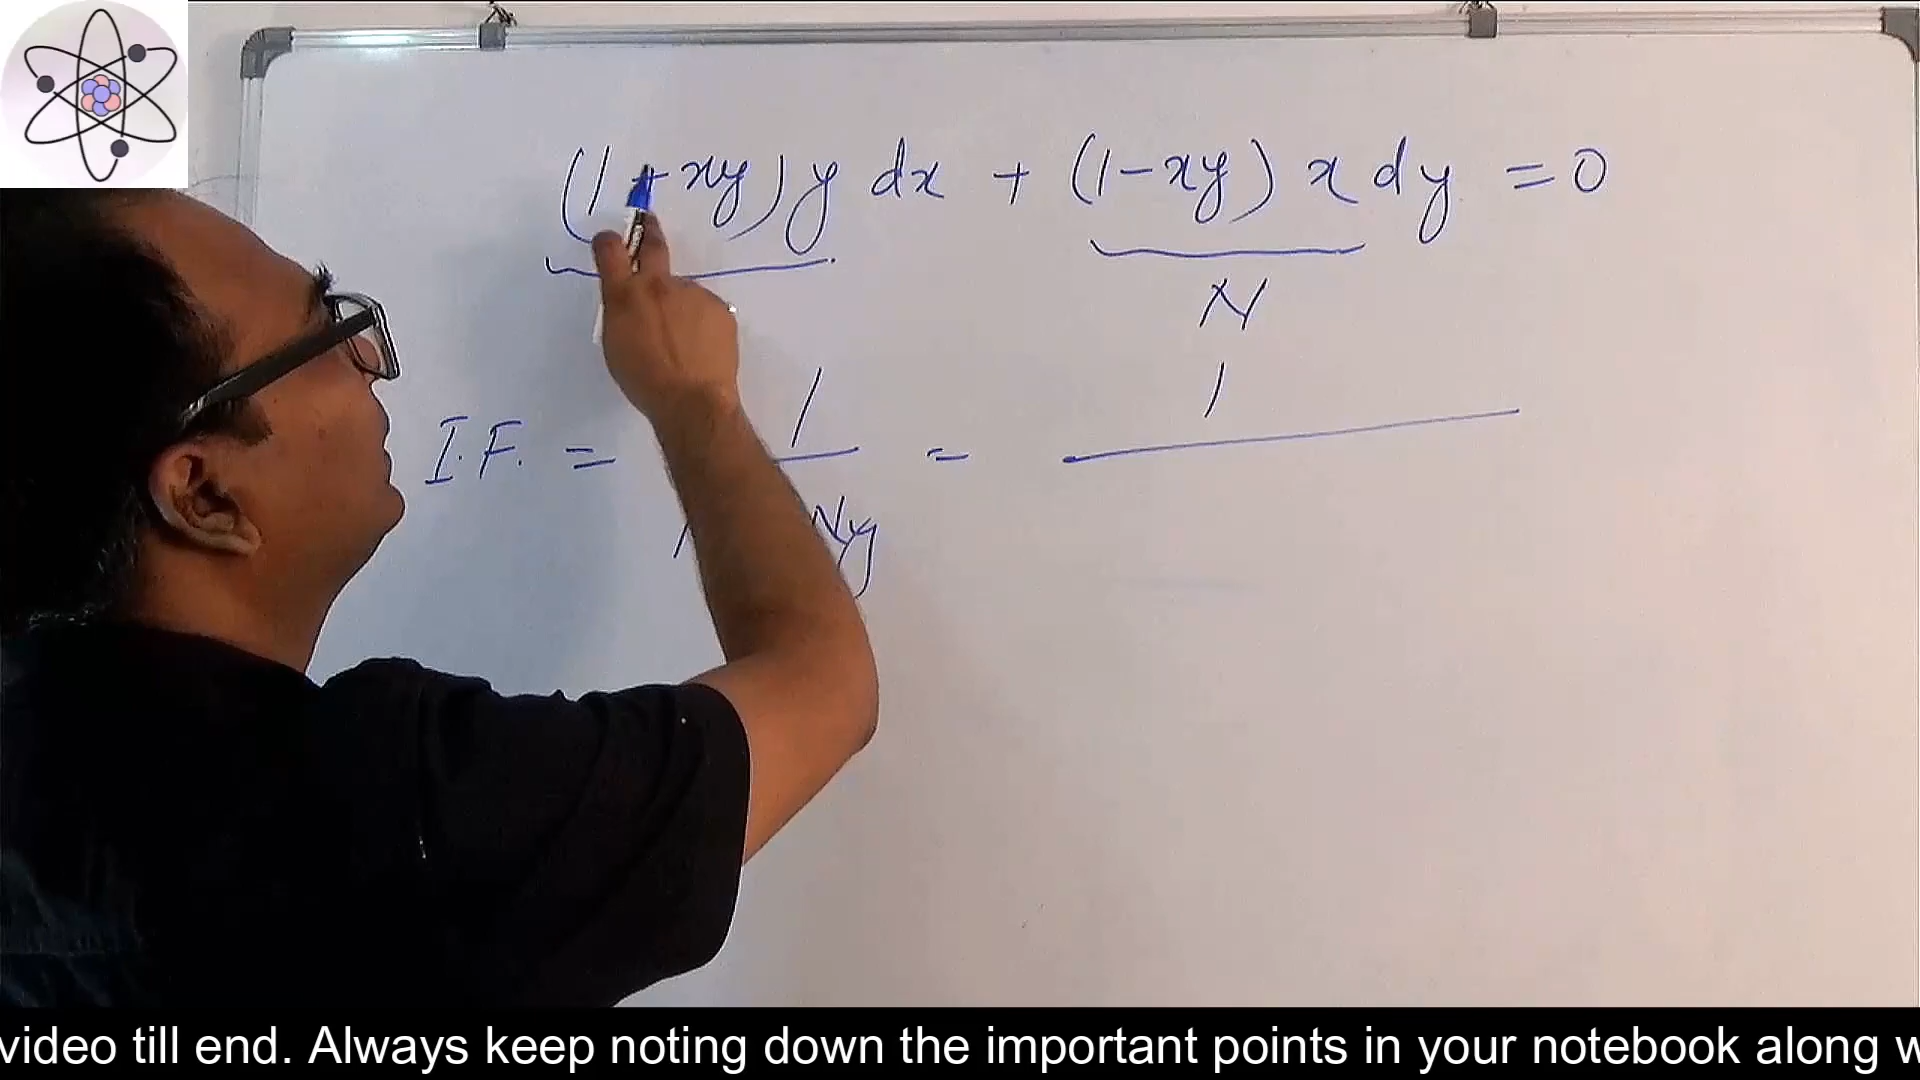 (1+xy) y dx + (1-xy) x dy = 0
N
I.F. = 1 / Ny = 1
video till end. Always keep noting down the important points in your notebook along